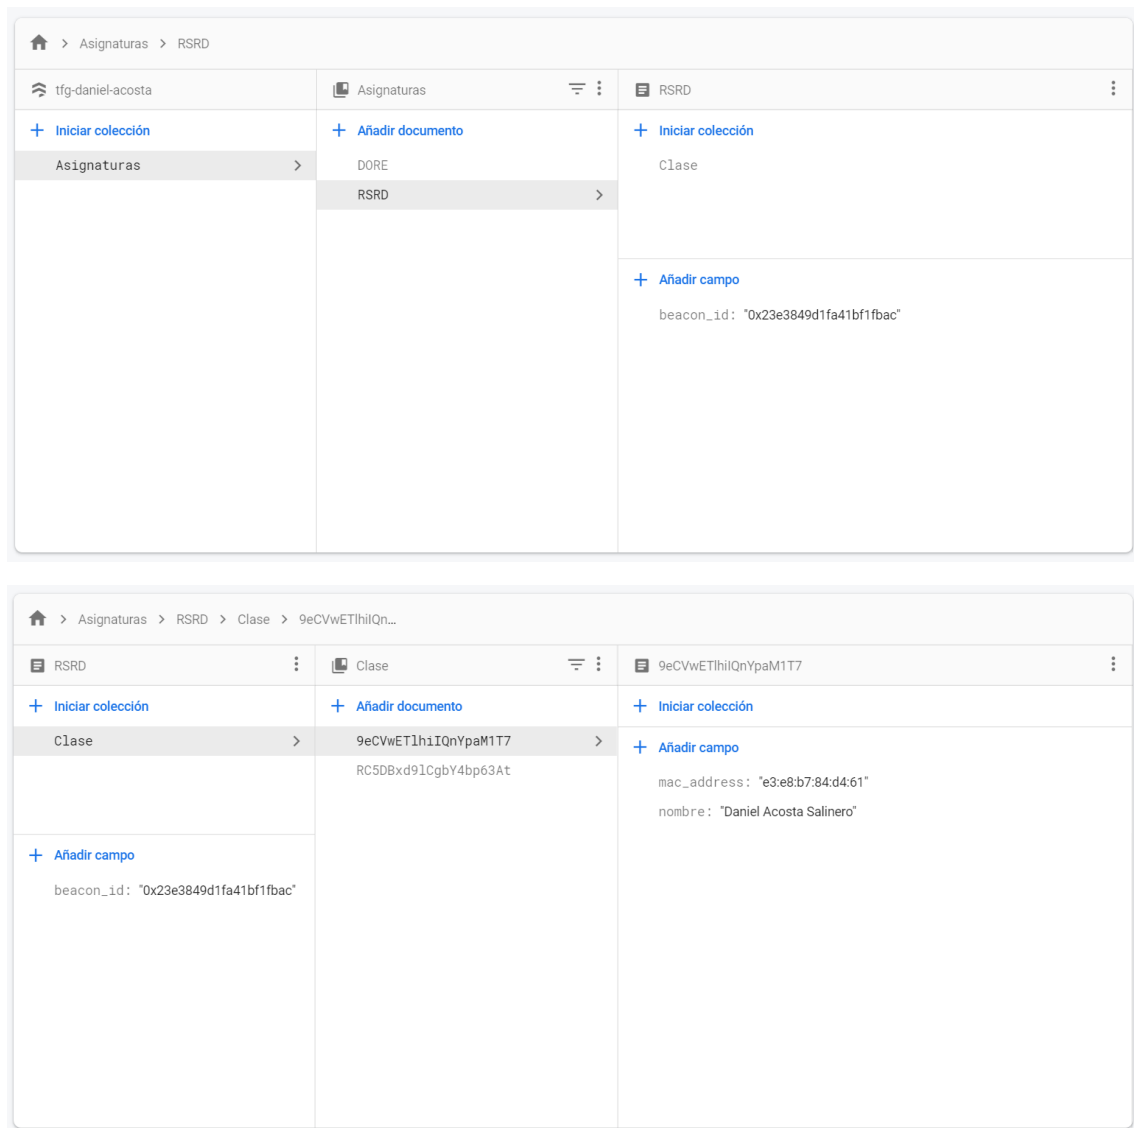 Asignaturas > RSRD
tfg-daniel-acosta
Asignaturas
RSRD
+ Iniciar colección
+ Añadir documento
+ Iniciar colección
Asignaturas
DORE
Clase
RSRD
+ Añadir campo
beacon_id: "0x23e3849d1fa41bf1fbac"
Asignaturas > RSRD > Clase > 9eCVwETlhiIQn...
RSRD
Clase
9eCVwETlhiIQnYpaM1T7
+ Iniciar colección
+ Añadir documento
+ Iniciar colección
Clase
9eCVwETlhiIQnYpaM1T7
+ Añadir campo
RC5DBxd9lCgbY4bp63At
mac_address: "e3:e8:b7:84:d4:61"
nombre: "Daniel Acosta Salinero"
+ Añadir campo
beacon_id: "0x23e3849d1fa41bf1fbac"